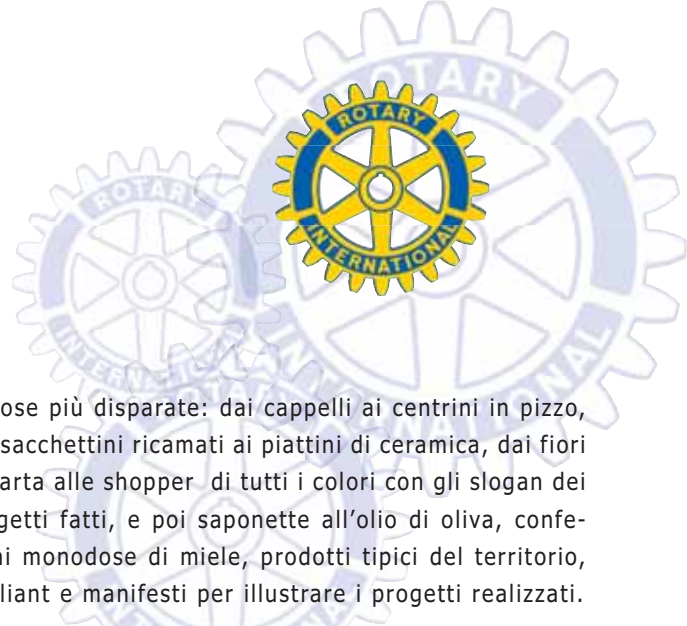 ROTARY
ROTARY
INTERNATIONAL
ROTARY
INTERNATIONAL
ose più disparate: dai cappelli ai centrini in pizzo,
sacchettini ricamati ai piattini di ceramica, dai fiori
arta alle shopper di tutti i colori con gli slogan dei
getti fatti, e poi saponette all’olio di oliva, confe-
ni monodose di miele, prodotti tipici del territorio,
liant e manifesti per illustrare i progetti realizzati.